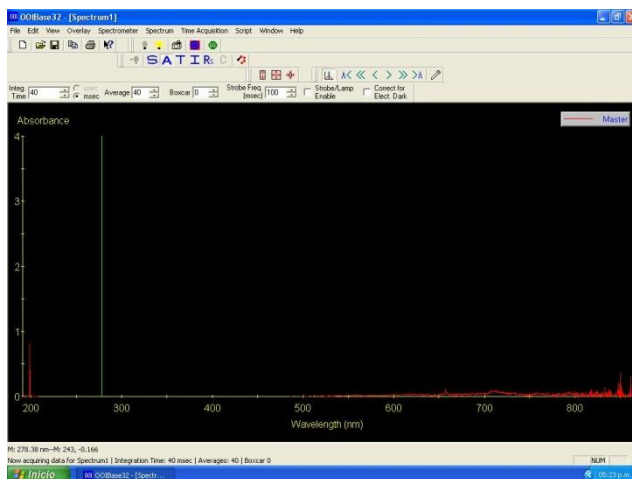 OOIBase32 - [Spectrum1]
File Edit View Overlay Spectrometer Spectrum Time Acquisition Script Window Help
S A T I R C
Integ. Time 40 usec msec Average 40 Boxcar 0 Strobe Freq. (msec) 100 Strobe/Lamp Enable Correct for Elect. Dark
Absorbance
Master
4
3
2
1
0
200 300 400 500 600 700 800
Wavelength (nm)
M: 278.38 nm--M: 243, -0.166
Now acquiring data for Spectrum1 | Integration Time: 40 msec | Averages: 40 | Boxcar 0
NUM
Inicio
OOIBase32 - [Spectr...
05:23 p.m.